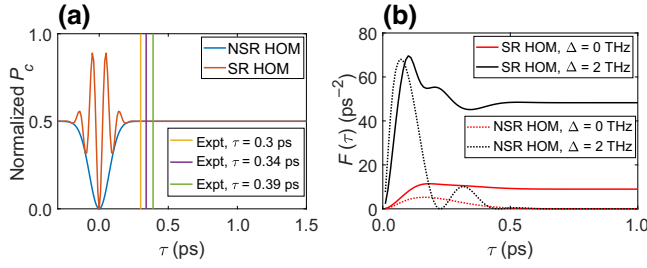 (a)
Normalized P_c
1.0
0.5
0.0
NSR HOM
SR HOM
Expt, τ = 0.3 ps
Expt, τ = 0.34 ps
Expt, τ = 0.39 ps
0.0 0.5 1.0 1.5
τ (ps)
(b)
F (τ) (ps⁻²)
80
60
40
20
0
SR HOM, Δ = 0 THz
SR HOM, Δ = 2 THz
NSR HOM, Δ = 0 THz
NSR HOM, Δ = 2 THz
0.0 0.5 1.0
τ (ps)